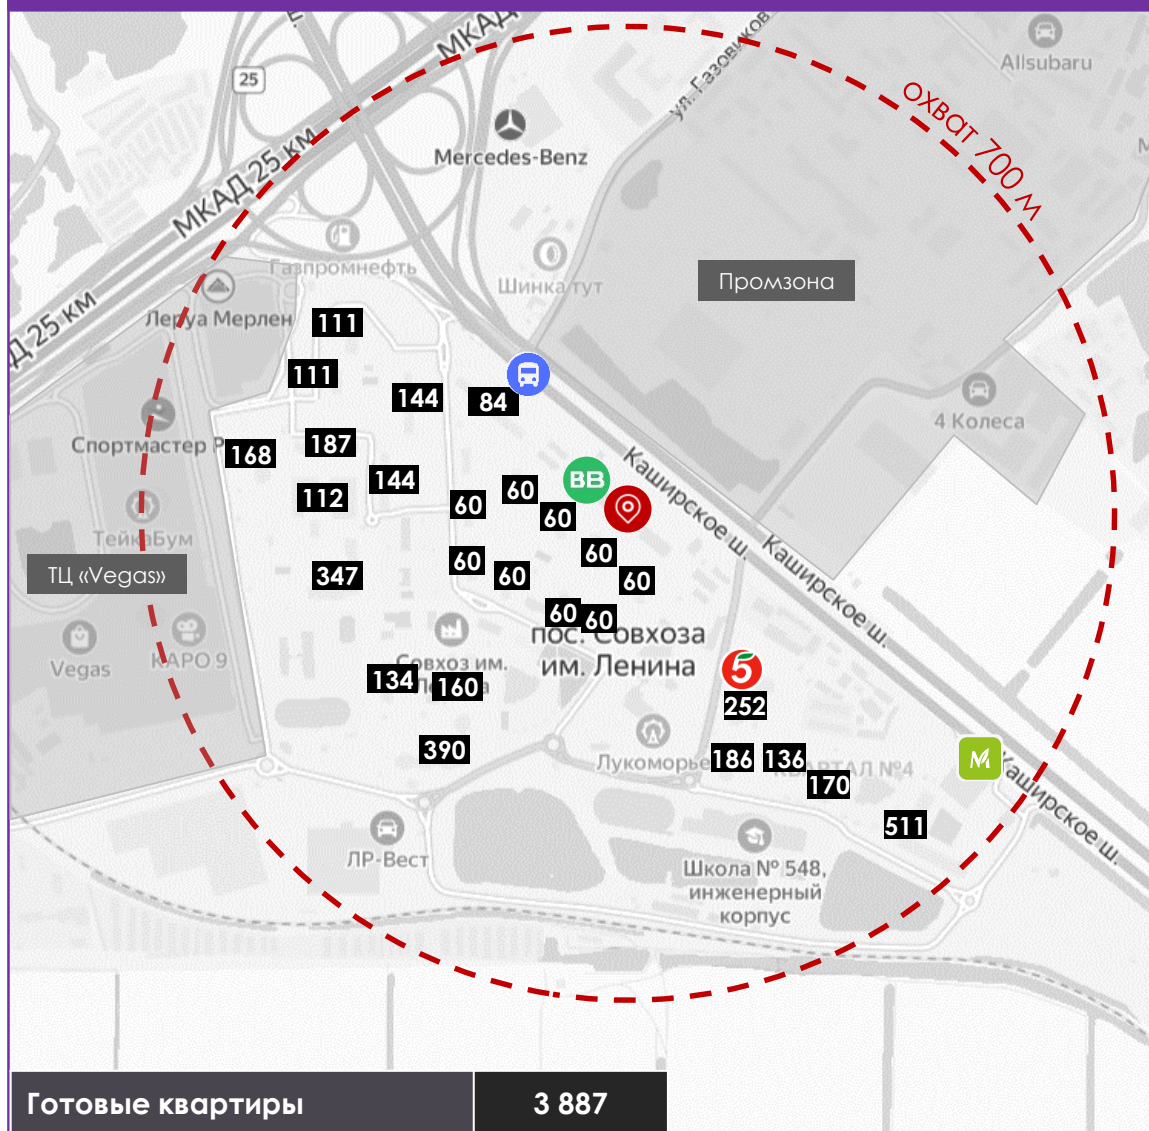 МКАД
25
ул. Газовиков
Allsubaru
охват 700 м
Mercedes-Benz
МКАД 25 км
Газпромнефть
Шинка тут
Промзона
Леруа Мерлен
Д 25 км
111
111
144
84
4 Колеса
Спортмастер Р
187
168
144
112
60
60
60
BB
Каширское ш.
ТейкаБум
60
60
60
60
Каширское ш.
ТЦ «Vegas»
347
60
60
Vegas
КАРО 9
пос. Совхоза
им. Ленина
Совхоз им.
134
160
5
252
390
Лукоморье
186
136
КВАРТАЛ №4
170
М
Каширское ш.
511
ЛР-Вест
Школа № 548,
инженерный
корпус
Готовые квартиры
3 887